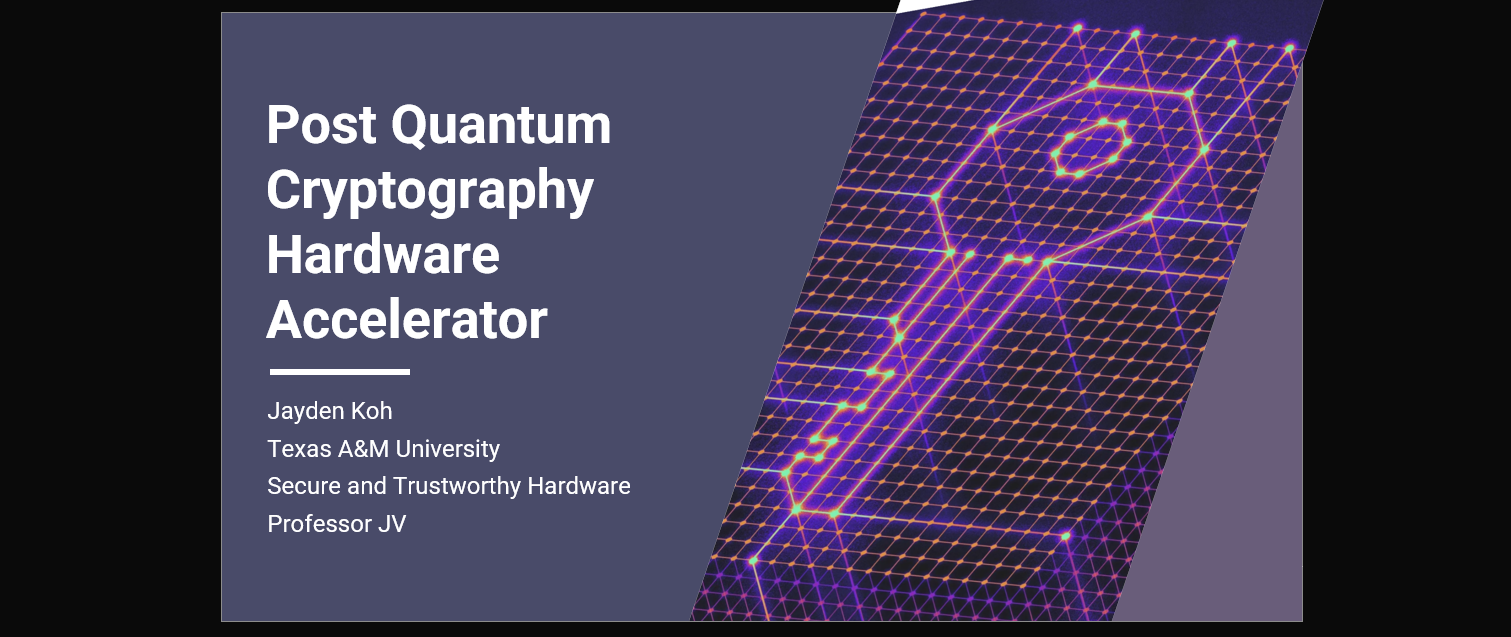 Post Quantum
Cryptography
Hardware
Accelerator
Jayden Koh
Texas A&M University
Secure and Trustworthy Hardware
Professor JV